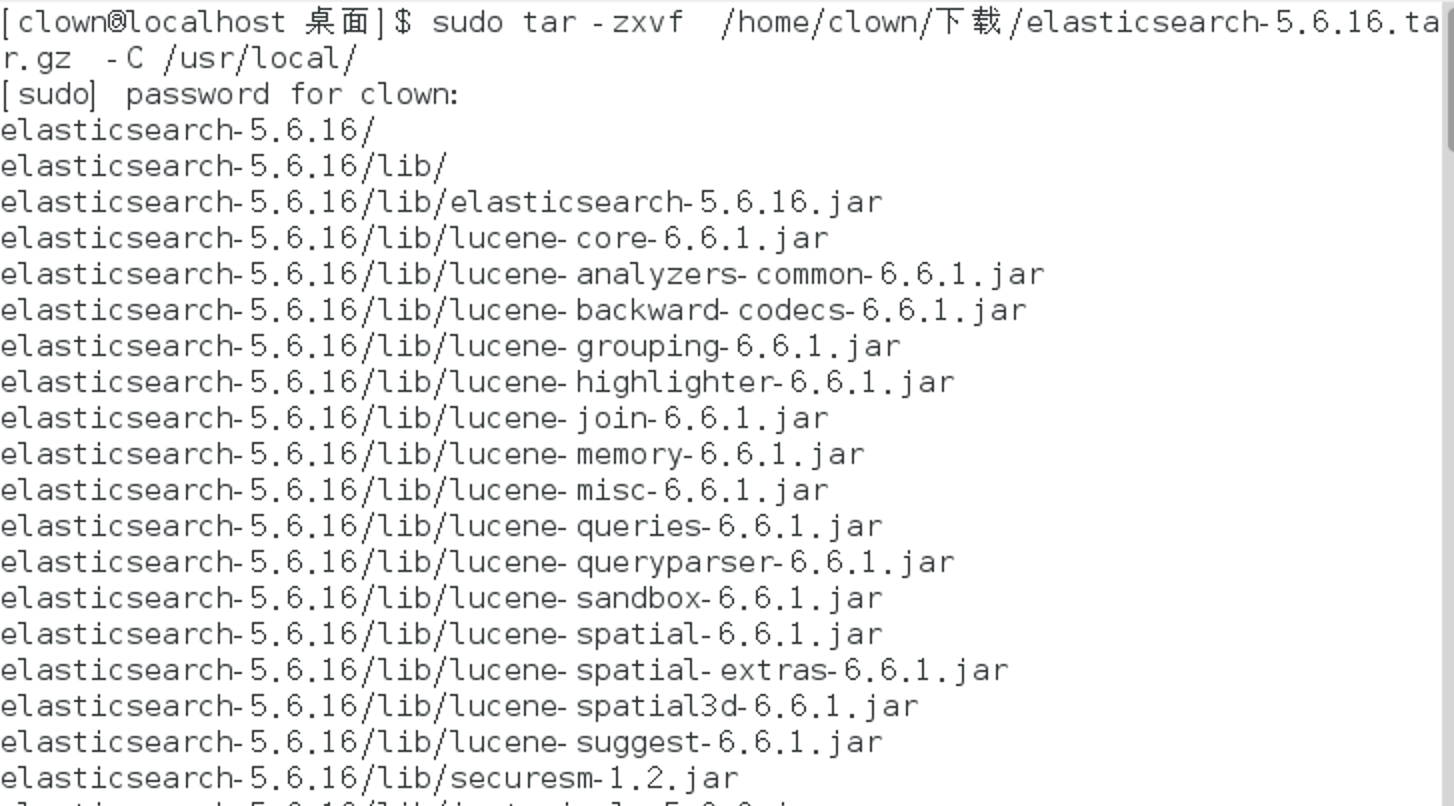 [clown@localhost 桌面]$ sudo tar -zxvf  /home/clown/下载/elasticsearch-5.6.16.ta
r.gz  -C /usr/local/
[sudo] password for clown:
elasticsearch-5.6.16/
elasticsearch-5.6.16/lib/
elasticsearch-5.6.16/lib/elasticsearch-5.6.16.jar
elasticsearch-5.6.16/lib/lucene-core-6.6.1.jar
elasticsearch-5.6.16/lib/lucene-analyzers-common-6.6.1.jar
elasticsearch-5.6.16/lib/lucene-backward-codecs-6.6.1.jar
elasticsearch-5.6.16/lib/lucene-grouping-6.6.1.jar
elasticsearch-5.6.16/lib/lucene-highlighter-6.6.1.jar
elasticsearch-5.6.16/lib/lucene-join-6.6.1.jar
elasticsearch-5.6.16/lib/lucene-memory-6.6.1.jar
elasticsearch-5.6.16/lib/lucene-misc-6.6.1.jar
elasticsearch-5.6.16/lib/lucene-queries-6.6.1.jar
elasticsearch-5.6.16/lib/lucene-queryparser-6.6.1.jar
elasticsearch-5.6.16/lib/lucene-sandbox-6.6.1.jar
elasticsearch-5.6.16/lib/lucene-spatial-6.6.1.jar
elasticsearch-5.6.16/lib/lucene-spatial-extras-6.6.1.jar
elasticsearch-5.6.16/lib/lucene-spatial3d-6.6.1.jar
elasticsearch-5.6.16/lib/lucene-suggest-6.6.1.jar
elasticsearch-5.6.16/lib/securesm-1.2.jar